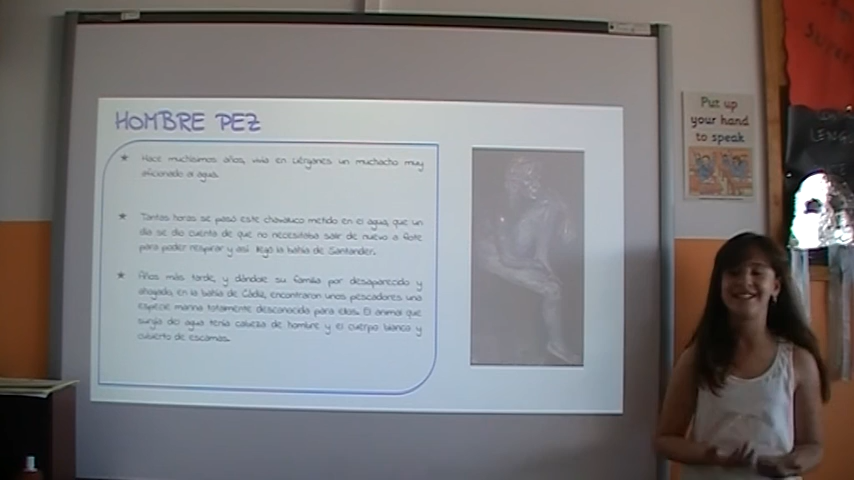 HOMBRE PEZ
Hace muchísimos años, vivía en Liérganes un muchacho muy
aficionado al agua.
Tantas horas se pasó este chavaluco metido en el agua, que un
día se dio cuenta de que no necesitaba salir de nuevo a flote
para poder respirar y así llegó la bahía de Santander.
Años más tarde, y dándole su familia por desaparecido y
ahogado, en la bahía de Cádiz, encontraron unos pescadores una
especie marina totalmente desconocida para ellos. El animal que
surgía del agua tenía cabeza de hombre y el cuerpo blanco y
cubierto de escamas.
Put up
your hand
to speak
LENG